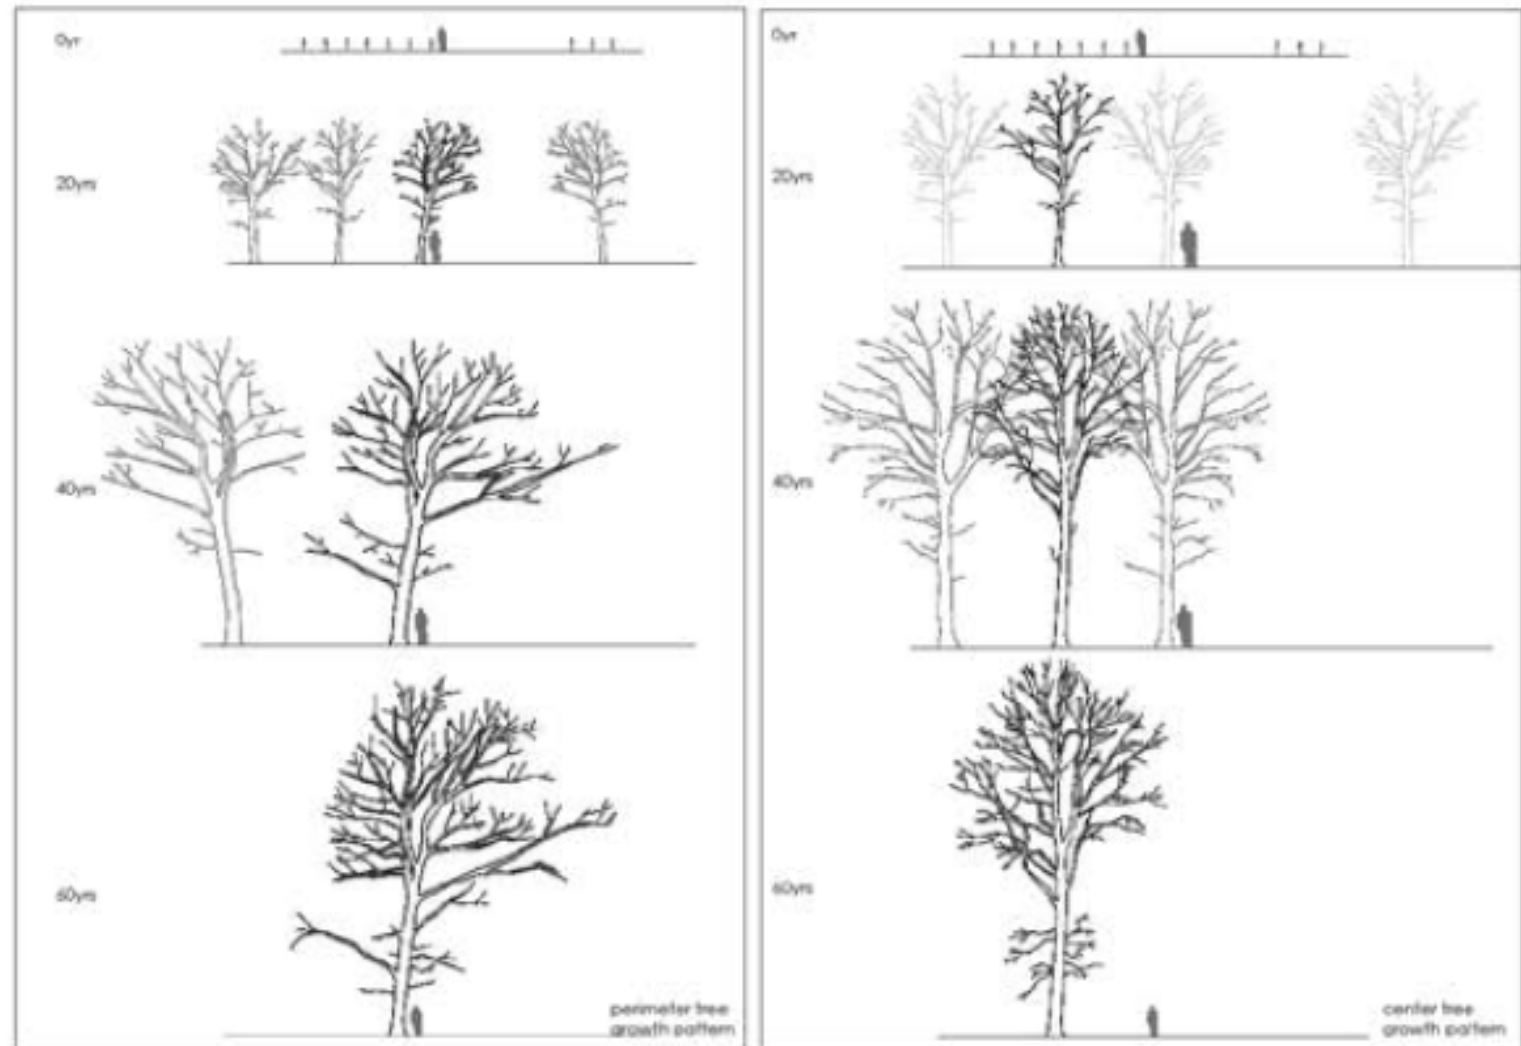 0yr
20yrs
40yrs
60yrs
perimeter tree
growth pattern
0yr
20yrs
40yrs
60yrs
center tree
growth pattern